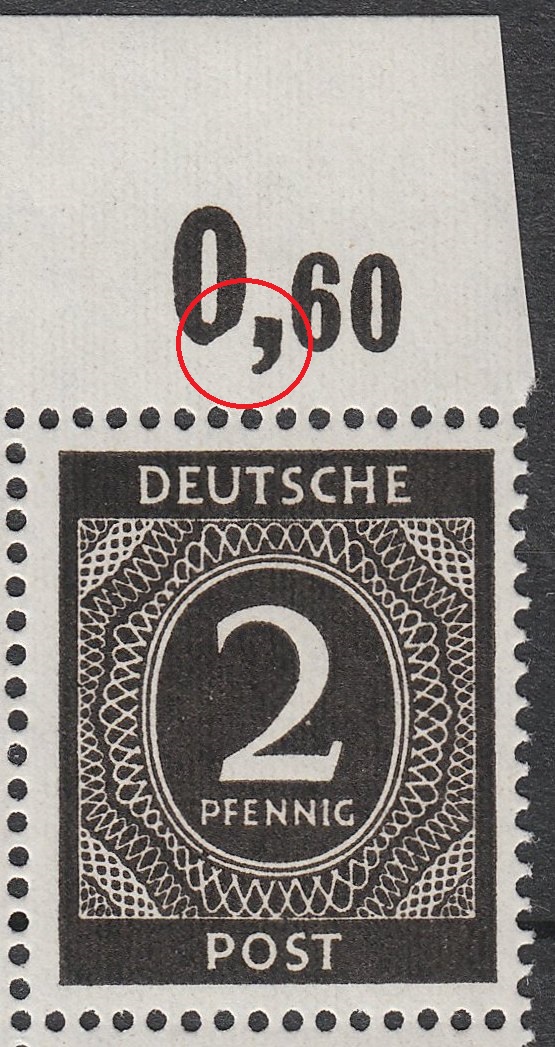 0,60
DEUTSCHE
2
PFENNIG
POST